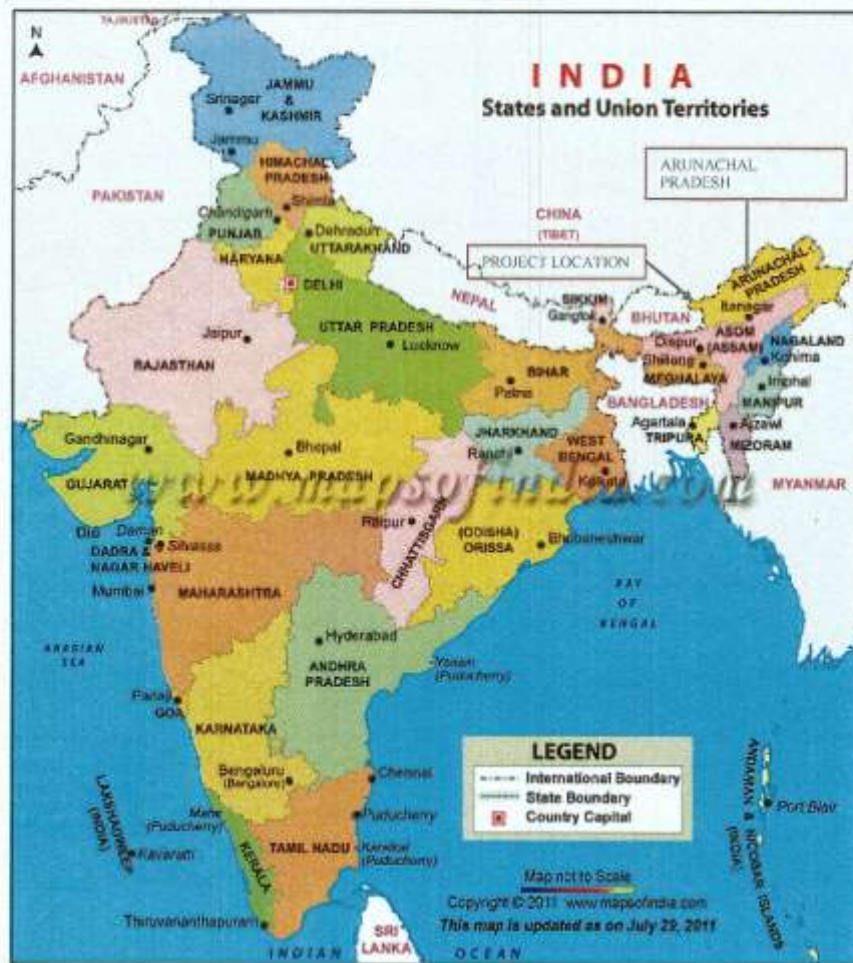 TAJIKISTAN
N
AFGHANISTAN
INDIA
States and Union Territories
JAMMU
&
KASHMIR
Srinagar
Jammu
HIMACHAL
PRADESH
ARUNACHAL
PRADESH
PAKISTAN
Shimla
Chandigarh
PUNJAB
Dehradun
UTTARAKHAND
CHINA
(TIBET)
HARYANA
PROJECT LOCATION
ARUNACHAL
PRADESH
DELHI
NEPAL
SIKKIM
Gangtok
Itanagar
BHUTAN
ASOM
(ASSAM)
Jaipur
UTTAR PRADESH
Lucknow
Dispur
NAGALAND
Kohima
RAJASTHAN
BIHAR
Shillong
MEGHALAYA
Patna
Imphal
MANIPUR
BANGLADESH
Gandhinagar
Bhopal
JHARKHAND
Ranchi
WEST
BENGAL
Agartala
TRIPURA
Aizawl
MIZORAM
MADHYA PRADESH
GUJARAT
Kolkata
www.mapsofindia.com
MYANMAR
Diu
Daman
Silvassa
DADRA &
NAGAR HAVELI
Raipur
CHHATTISGARH
(ODISHA)
ORISSA
Bhubaneshwar
Mumbai
MAHARASHTRA
BAY
OF
BENGAL
ARABIAN
SEA
Hyderabad
ANDHRA
PRADESH
Yanam
(Puducherry)
Panaji
GOA
KARNATAKA
LEGEND
International Boundary
State Boundary
Country Capital
Bengaluru
(Bangalore)
Chennai
ANDAMAN & NICOBAR ISLANDS
(INDIA)
Port Blair
LAKSHADWEEP
(INDIA)
Mahe
(Puducherry)
Puducherry
Kavaratti
KERALA
TAMIL NADU
Karaikal
(Puducherry)
Map not to Scale
Copyright © 2011 www.mapsofindia.com
This map is updated as on July 29, 2011
Thiruvananthapuram
SRI
LANKA
INDIAN OCEAN